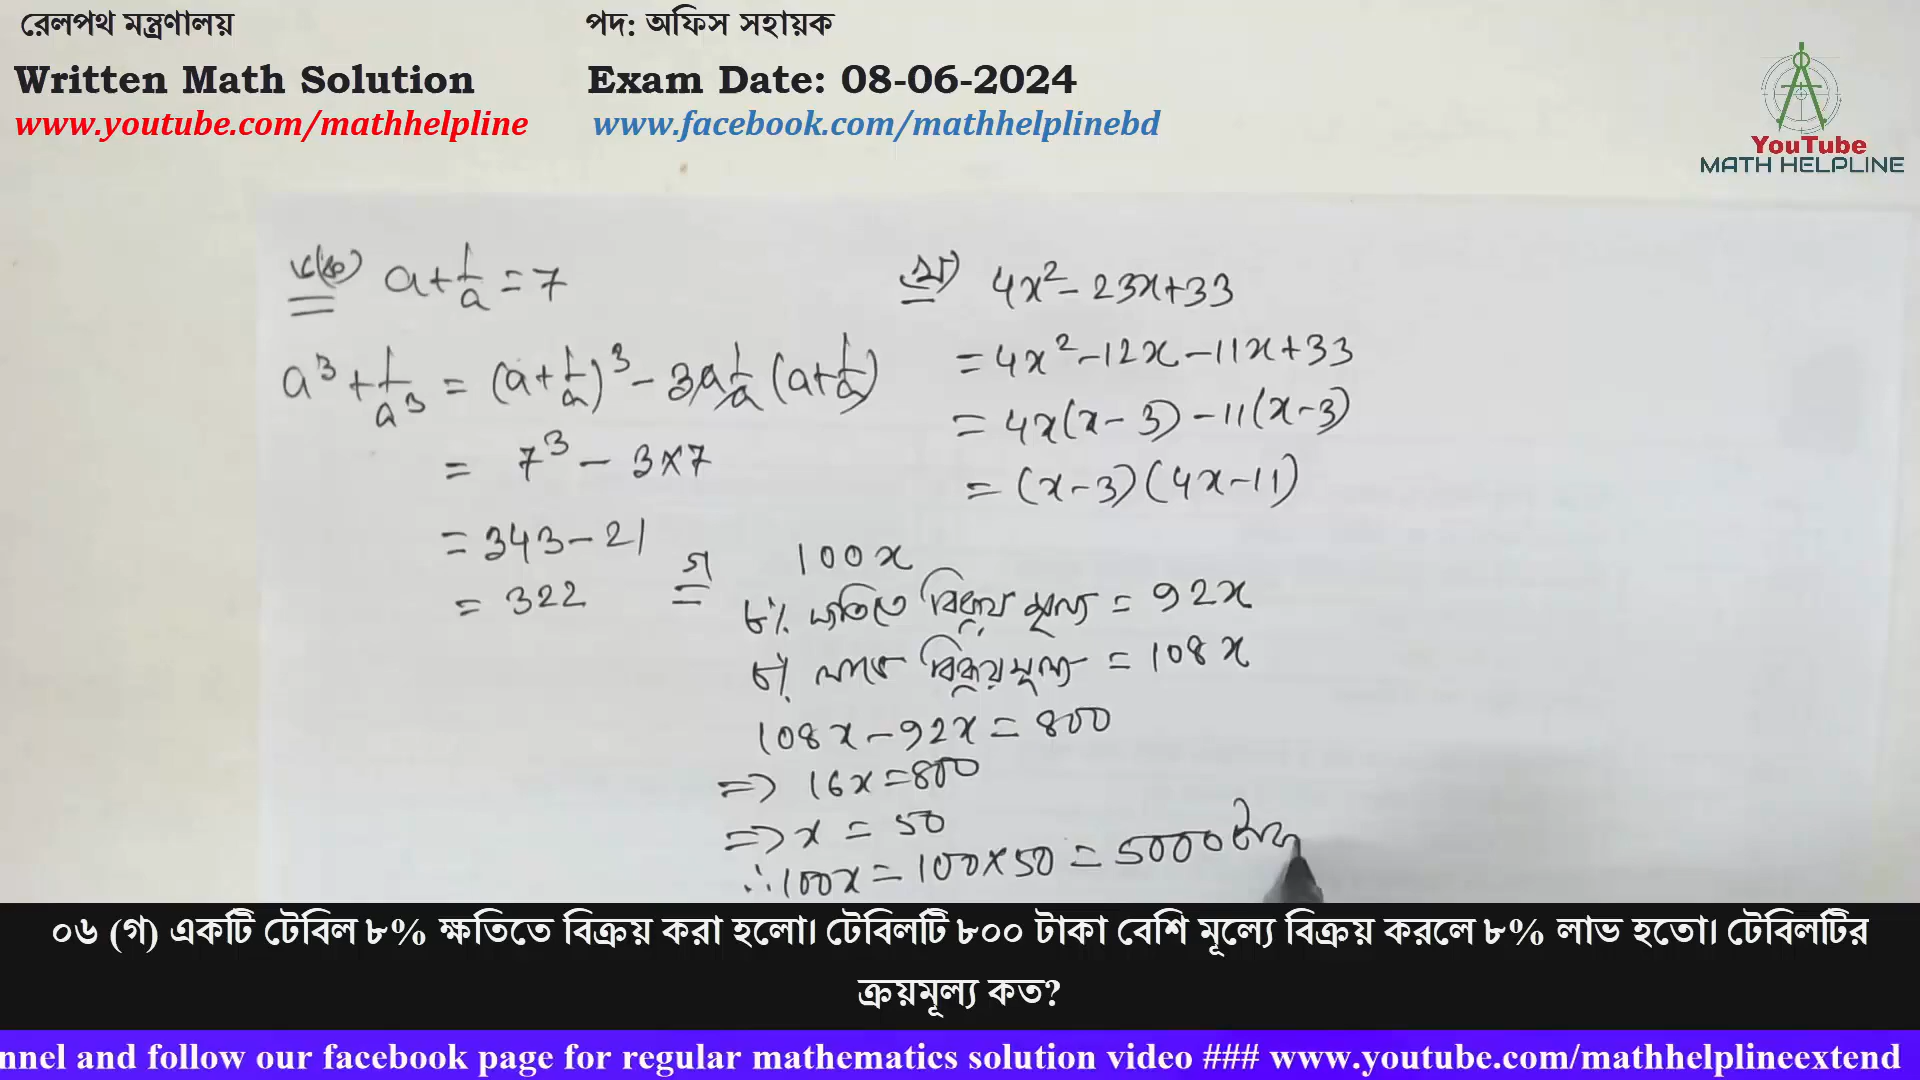 রেলপথ মন্ত্রণালয়
পদ: অফিস সহায়ক
Written Math Solution
Exam Date: 08-06-2024
www.youtube.com/mathhelpline
www.facebook.com/mathhelplinebd
YouTube
MATH HELPLINE
৬(ক) a+1/a = 7
a³ + 1/a³ = (a+1/a)³ - 3a1/a (a+1/a)
= 7³ - 3×7
= 343 - 21
= 322
খ) 4x² - 23x + 33
= 4x² - 12x - 11x + 33
= 4x(x-3) - 11(x-3)
= (x-3)(4x-11)
গ 100x
৮% ক্ষতিতে বিক্রয় মূল্য = 92x
৮% লাভে বিক্রয়মূল্য = 108x
108x - 92x = 800
=> 16x = 800
=> x = 50
∴ 100x = 100×50 = 5000 টাকা
০৬ (গ) একটি টেবিল ৮% ক্ষতিতে বিক্রয় করা হলো। টেবিলটি ৮০০ টাকা বেশি মূল্যে বিক্রয় করলে ৮% লাভ হতো। টেবিলটির
ক্রয়মূল্য কত?
nnel and follow our facebook page for regular mathematics solution video ### www.youtube.com/mathhelplineextend